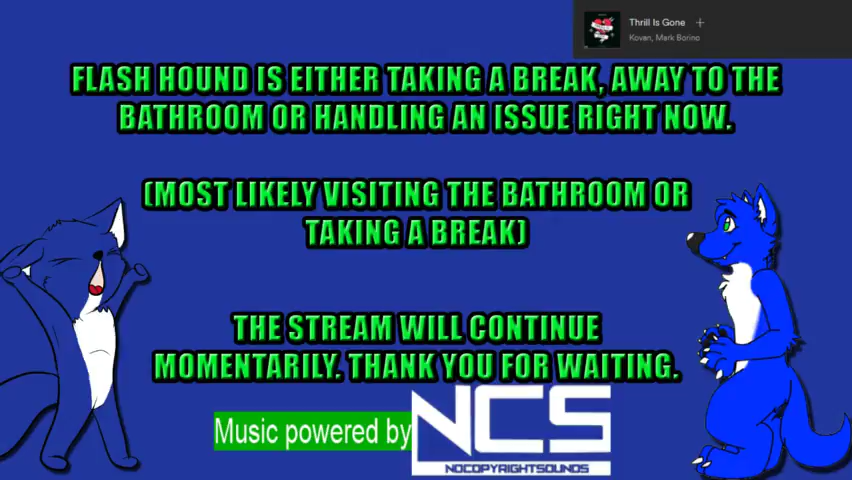 Thrill Is Gone
Kovan, Mark Borino
FLASH HOUND IS EITHER TAKING A BREAK, AWAY TO THE
BATHROOM OR HANDLING AN ISSUE RIGHT NOW.
(MOST LIKELY VISITING THE BATHROOM OR
TAKING A BREAK)
THE STREAM WILL CONTINUE
MOMENTARILY. THANK YOU FOR WAITING.
Music powered by
NCS
NOCOPYRIGHTSOUNDS